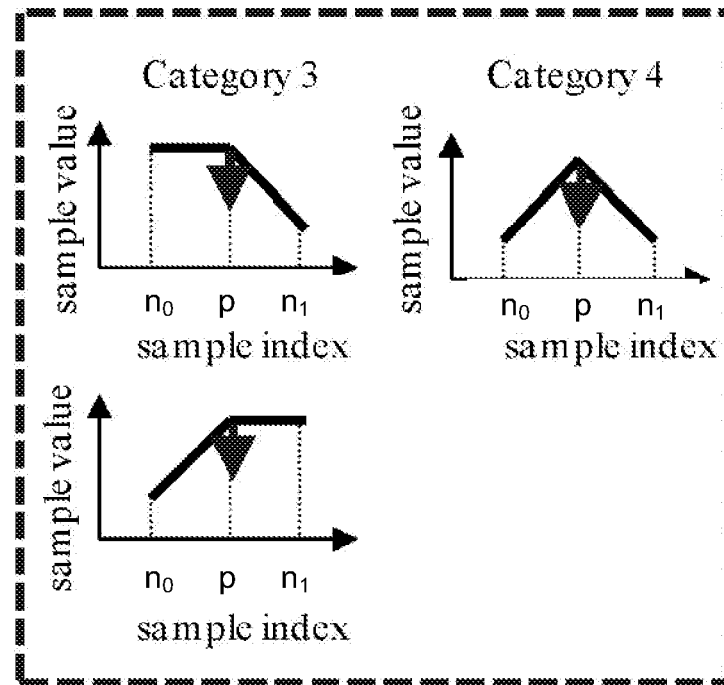 Category 3
sample value
n₀ p n₁
sample index
Category 4
sample value
n₀ p n₁
sample index
sample value
n₀ p n₁
sample index